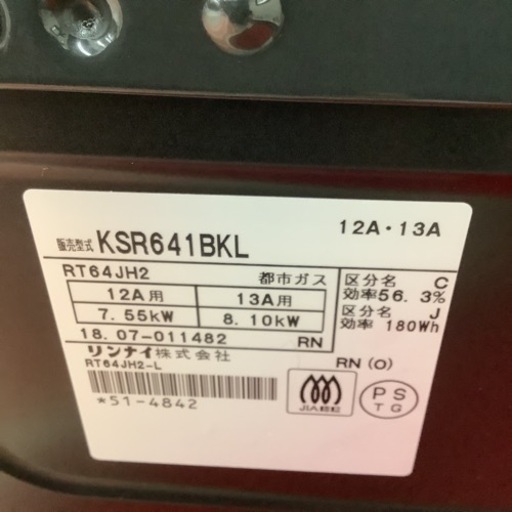 販売型式 KSR641BKL 12A・13A
RT64JH2 都市ガス
12A用 13A用
7.55kW 8.10kW
18.07-011482 RN
区分名 C
効率56.3%
区分名 J
効率 180Wh
リンナイ株式会社
RT64JH2-L
RN (o)
*51-4842
JIA認証
PS
TG